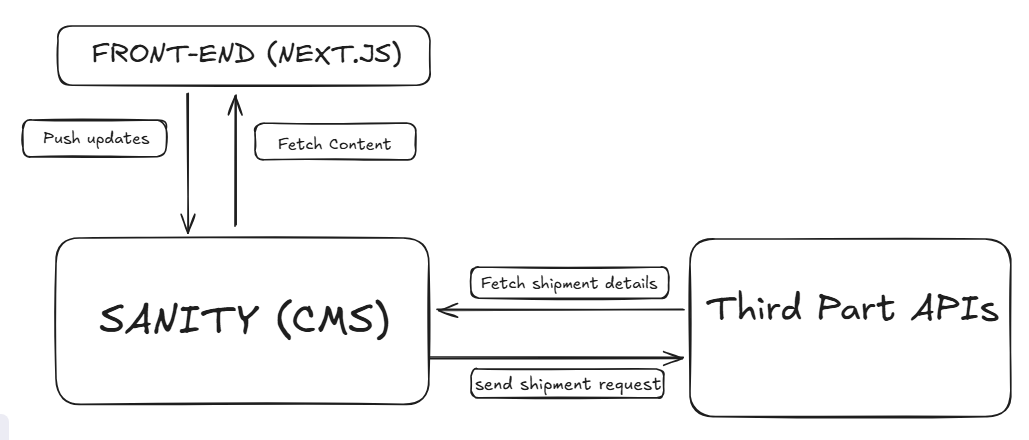 FRONT-END (NEXT.JS)
Push updates
Fetch Content
Fetch shipment details
SANITY (CMS)
Third Part APIs
send shipment request